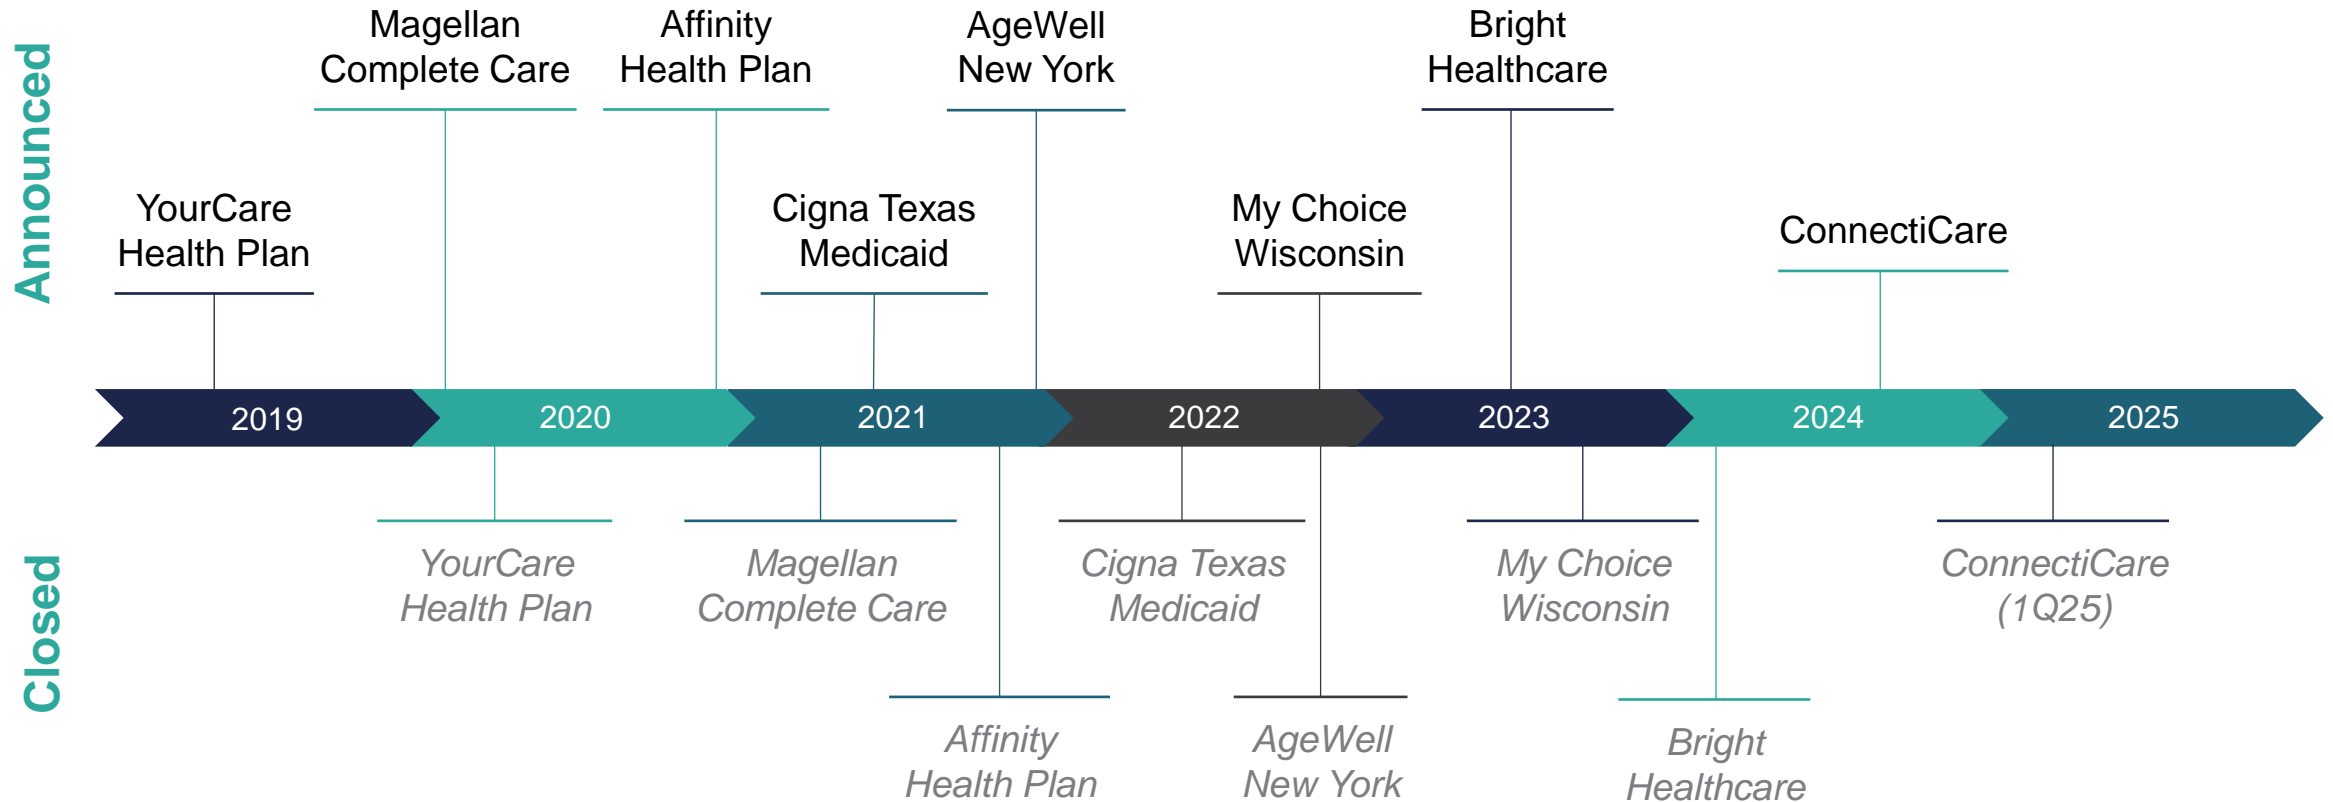 Announced
Magellan
Complete Care
Affinity
Health Plan
AgeWell
New York
Bright
Healthcare
YourCare
Health Plan
Cigna Texas
Medicaid
My Choice
Wisconsin
ConnectiCare
2019
2020
2021
2022
2023
2024
2025
Closed
YourCare
Health Plan
Magellan
Complete Care
Cigna Texas
Medicaid
My Choice
Wisconsin
ConnectiCare
(1Q25)
Affinity
Health Plan
AgeWell
New York
Bright
Healthcare